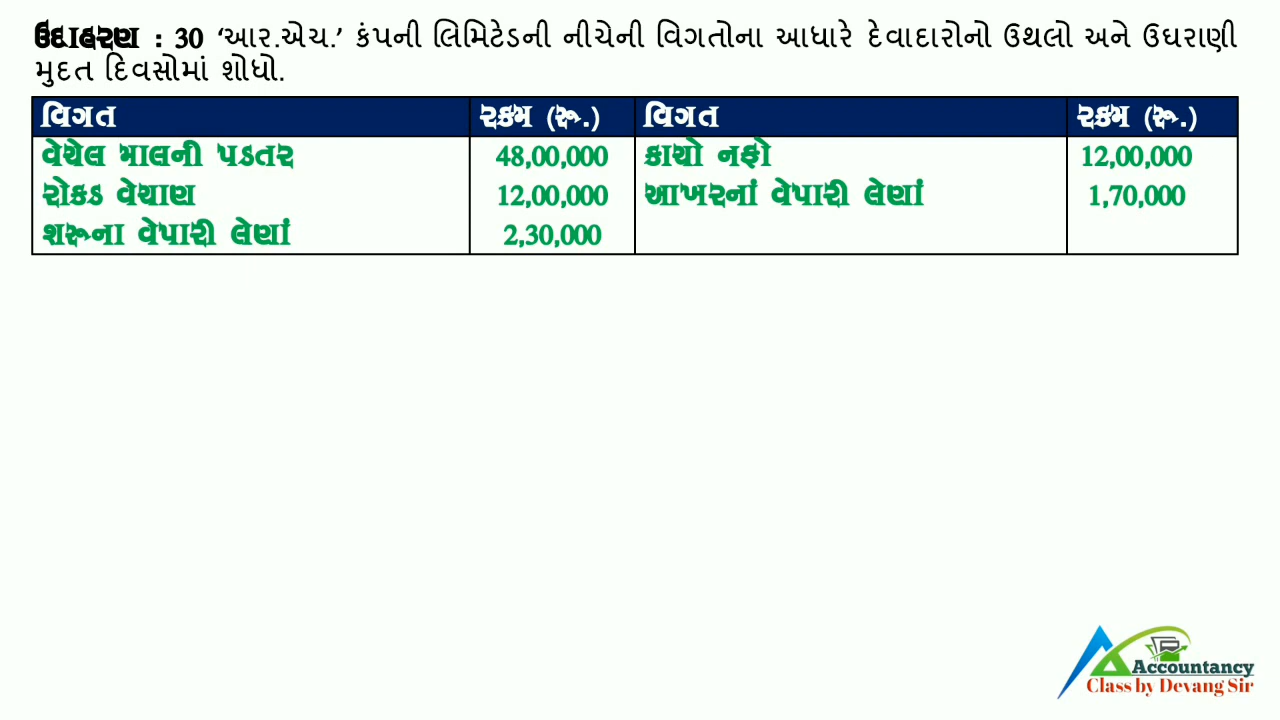 ઉદાહરણ : 30 ‘આર.એચ.’ કંપની લિમિટેડની નીચેની વિગતોના આધારે દેવાદારોનો ઉથલો અને ઉઘરાણી
મુદત દિવસોમાં શોધો.
વિગત રકમ (રૂ.) વિગત રકમ (રૂ.)
વેચેલ માલની પડતર 48,00,000 કાચો નફો 12,00,000
રોકડ વેચાણ 12,00,000 આખરનાં વેપારી લેણાં 1,70,000
શરૂના વેપારી લેણાં 2,30,000
Accountancy
Class by Devang Sir